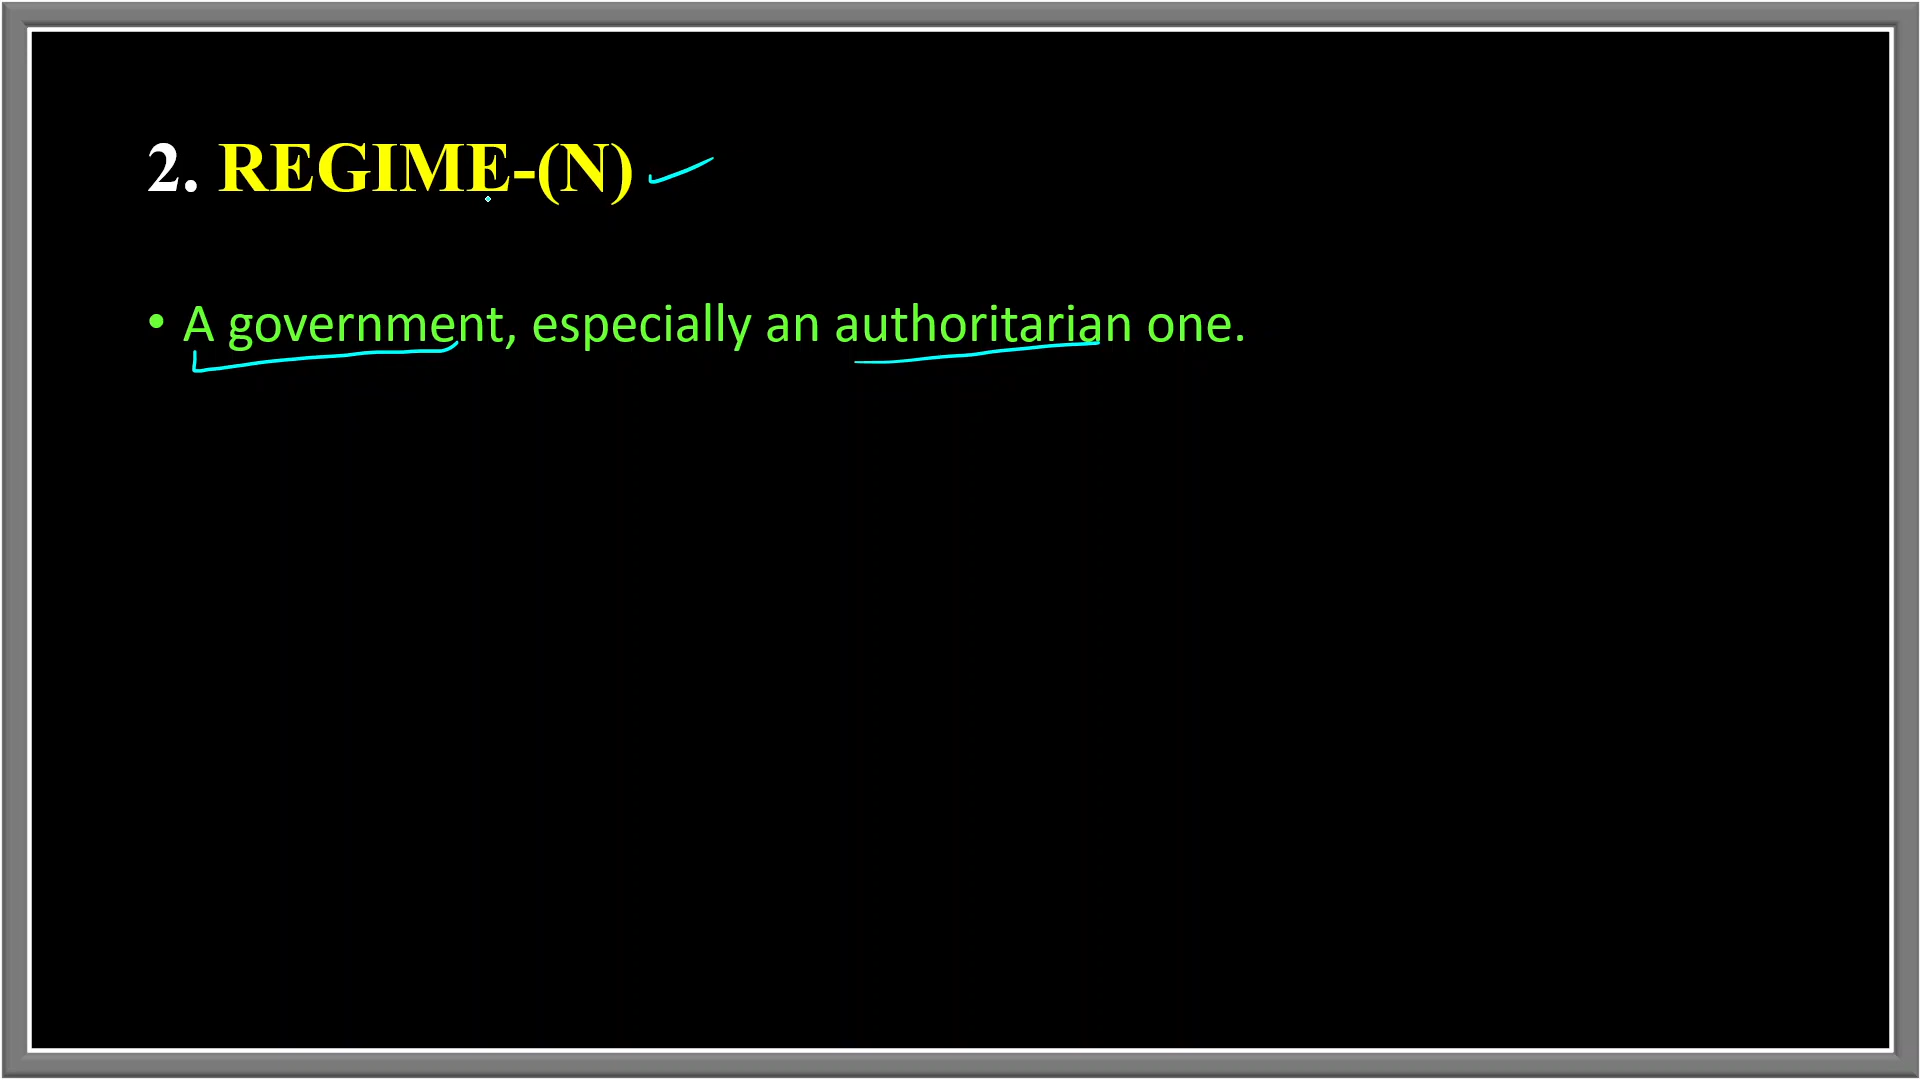 2. REGIME-(N)
• A government, especially an authoritarian one.